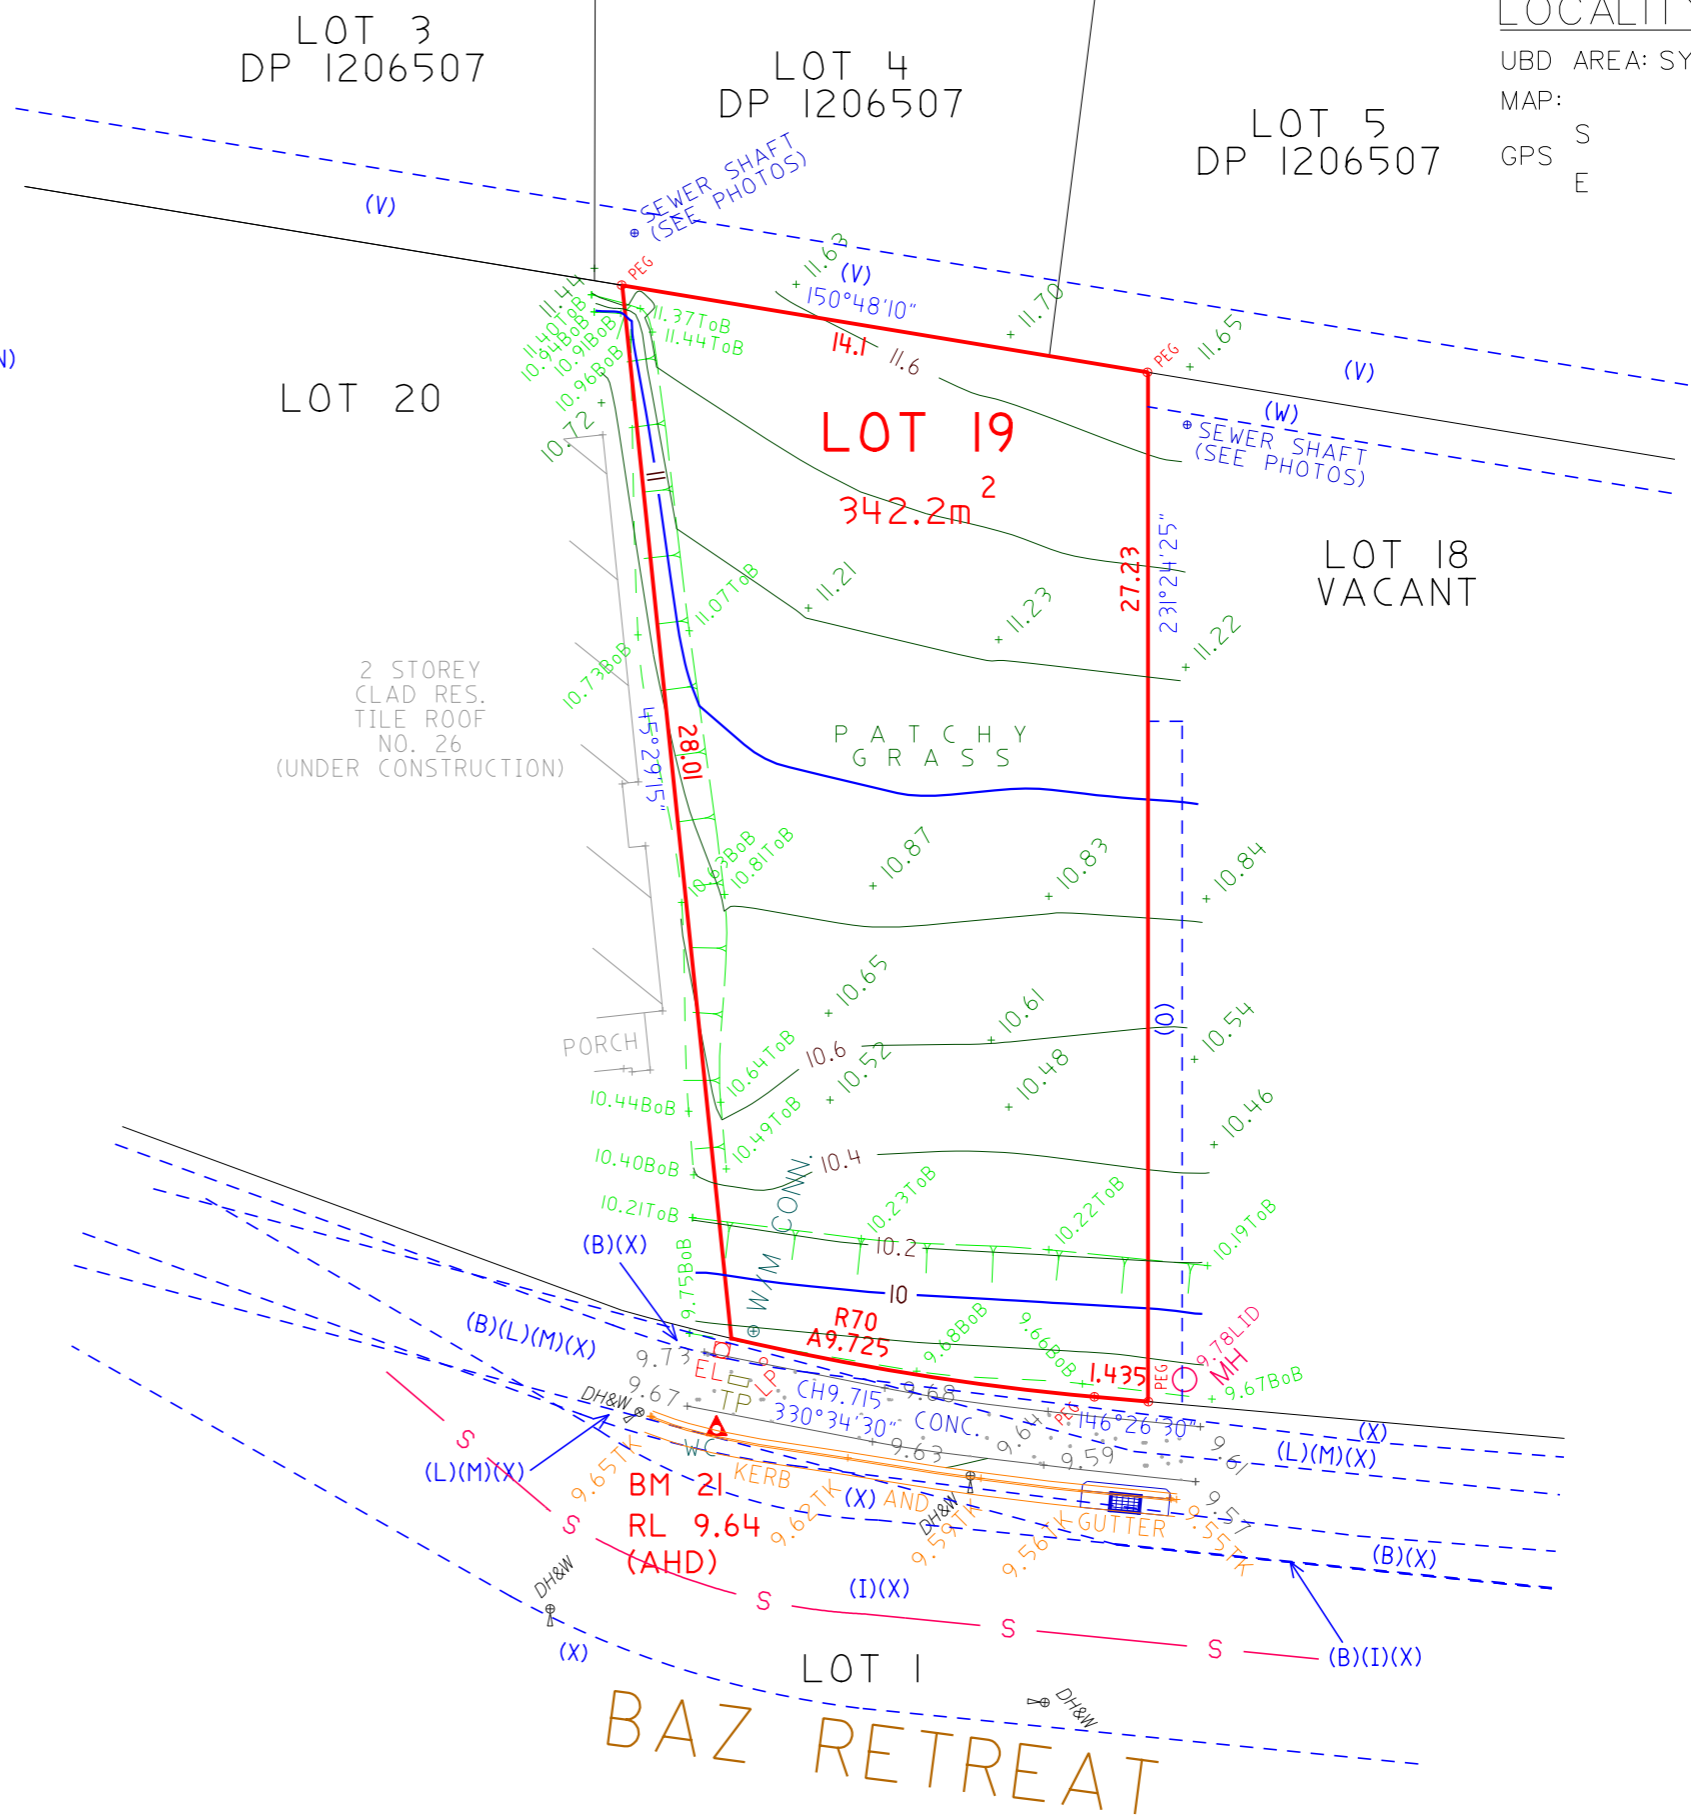 LOCALITY
UBD AREA: SY
MAP:
S
GPS
E
LOT 3
DP 1206507
LOT 4
DP 1206507
LOT 5
DP 1206507
(V)
SEWER SHAFT
(SEE PHOTOS)
PEG
11.63
(V)
150°48'10"
14.1
11.70
11.6
PEG
11.65
(V)
(W)
SEWER SHAFT
(SEE PHOTOS)
11.44
11.40ToB
10.94BoB
10.91BoB
10.96BoB
10.72
11.37ToB
11.44ToB
LOT 20
LOT 19
342.2m²
11
27.23
231°24'25"
LOT 18
VACANT
11.07ToB
11.21
11.23
11.22
10.73BoB
2 STOREY
CLAD RES.
TILE ROOF
NO. 26
(UNDER CONSTRUCTION)
45°29'15"
28.01
PATCHY
GRASS
10.63BoB
10.81ToB
10.87
10.83
10.84
10.65
10.61
10.54
(O)
PORCH
10.64ToB
10.6
10.52
10.48
10.46
10.44BoB
10.49ToB
10.40BoB
W/M CONN.
10.4
10.21ToB
10.23ToB
10.22ToB
10.19ToB
10.2
(B)(X)
9.75BoB
10
(B)(L)(M)(X)
R70
A9.725
9.68BoB
9.66BoB
1.435
PEG
9.78LID
MH
9.67BoB
9.73
EL
LP
TP
9.67
DH&W
CH9.715
330°34'30"
9.68
CONC.
PEG
146°26'30"
9.64
9.61
(X)
(L)(M)(X)
WC
9.63
9.59
S
(L)(M)(X)
9.65TK
KERB
AND
GUTTER
BM 21
RL 9.64
(AHD)
9.62TK
(X)
DH&W
9.59TK
9.56TK
9.57
9.55TK
(B)(X)
S
DH&W
(I)(X)
S
S
S
(B)(I)(X)
(X)
LOT 1
DH&W
BAZ RETREAT